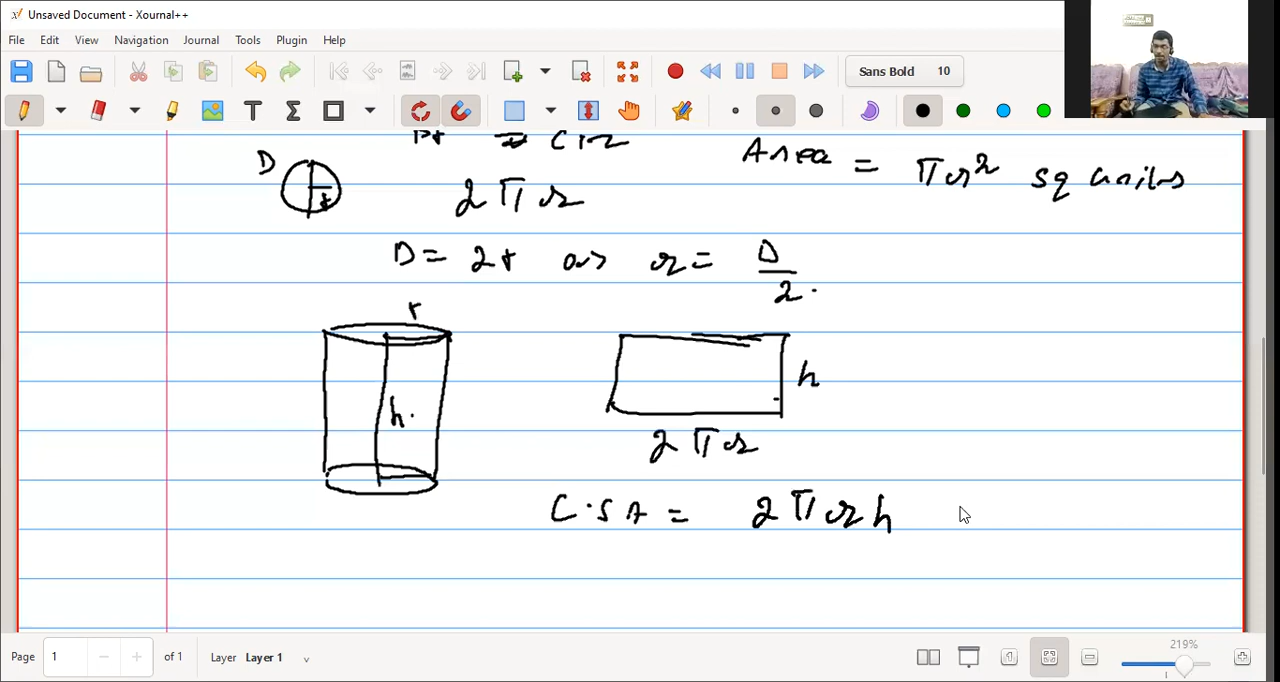 Unsaved Document - Xournal++
File Edit View Navigation Journal Tools Plugin Help
Sans Bold 10
D
r
2πr
Area = πr² sq units
D = 2r or r = D/2.
r
h.
h
2πr
C.SA = 2πrh
Page 1 of 1 Layer Layer 1
219%